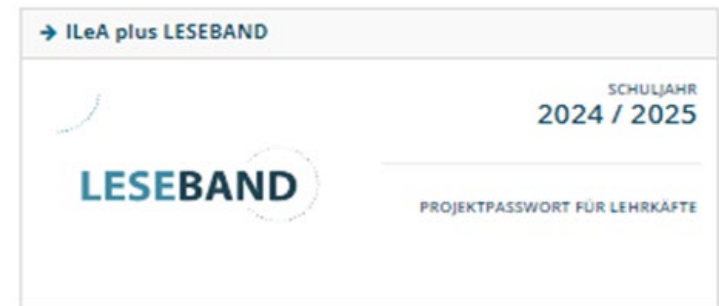 → ILeA plus LESEBAND
SCHULJAHR
2024 / 2025
LESEBAND
PROJEKTPASSWORT FÜR LEHRKÄFTE